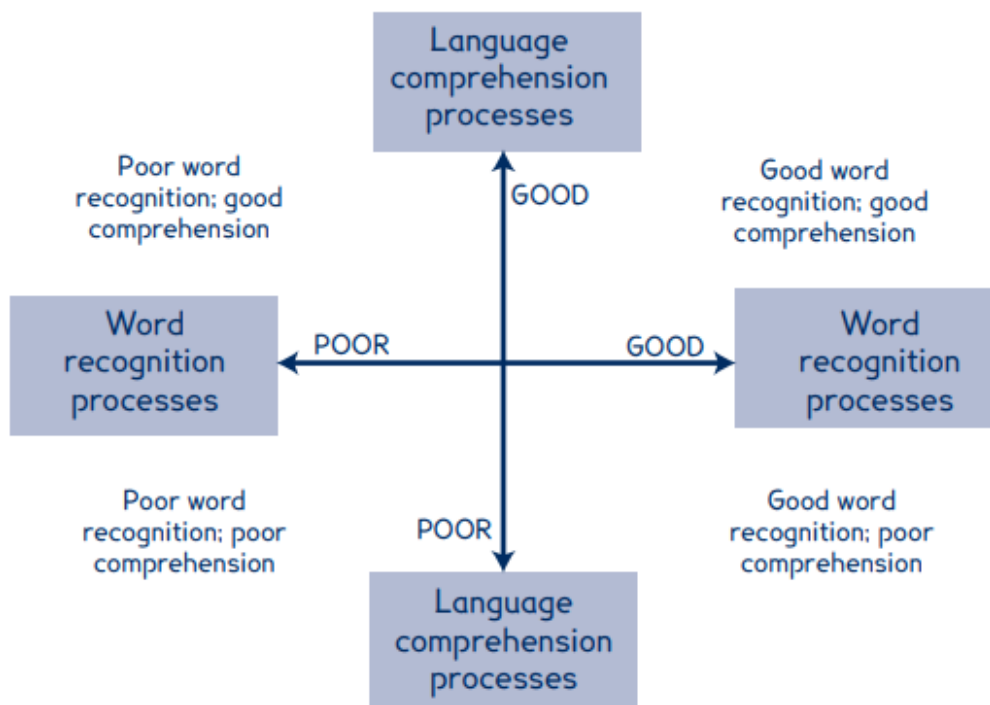 Language
comprehension
processes
Poor word
recognition; good
comprehension
GOOD
Good word
recognition; good
comprehension
Word
recognition
processes
POOR
GOOD
Word
recognition
processes
Poor word
recognition; poor
comprehension
POOR
Good word
recognition; poor
comprehension
Language
comprehension
processes